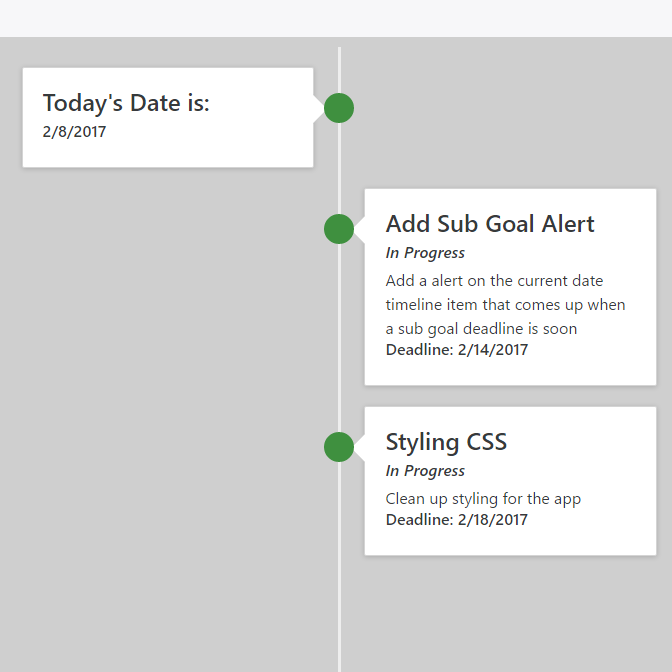 Today's Date is:
2/8/2017
Add Sub Goal Alert
In Progress
Add a alert on the current date
timeline item that comes up when
a sub goal deadline is soon
Deadline: 2/14/2017
Styling CSS
In Progress
Clean up styling for the app
Deadline: 2/18/2017